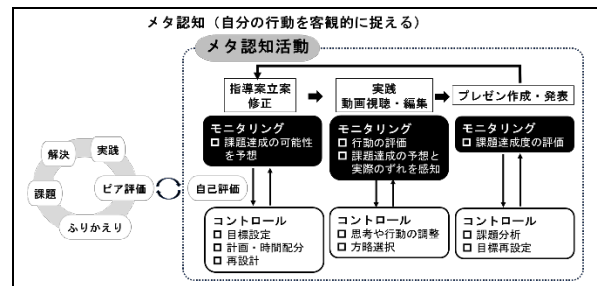 メタ認知（自分の行動を客観的に捉える）
メタ認知活動
指導案立案
修正
実践
動画視聴・編集
プレゼン作成・発表
モニタリング
□ 課題達成の可能性
を予想
モニタリング
□ 行動の評価
□ 課題達成の予想と
実際のずれを感知
モニタリング
□ 課題達成度の評価
解決
実践
課題
ピア評価
ふりかえり
自己評価
コントロール
□ 目標設定
□ 計画・時間配分
□ 再設計
コントロール
□ 思考や行動の調整
□ 方略選択
コントロール
□ 課題分析
□ 目標再設定